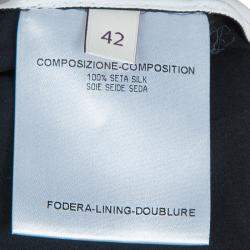 42
COMPOSIZIONE-COMPOSITION
100% SETA SILK
SOIE SEIDE SEDA
FODERA-LINING-DOUBLURE